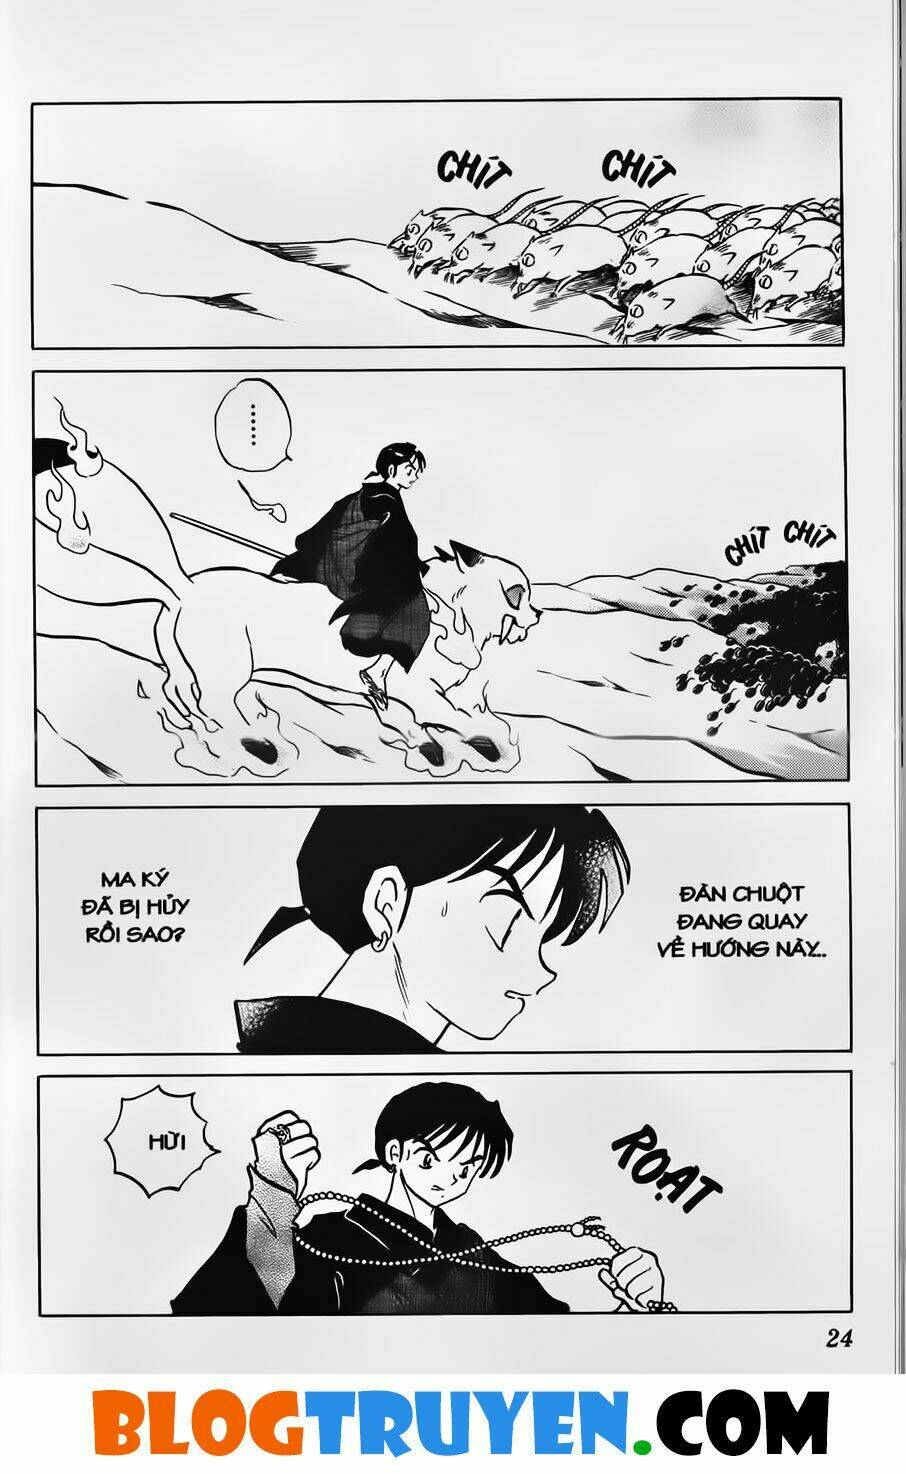 CHÍT
CHÍT
.......
CHÍT CHÍT
MA KÝ
ĐÃ BỊ HỦY
RỒI SAO?
ĐÀN CHUỘT
ĐANG QUAY
VỀ HƯỚNG NÀY...
HỪI
ROẠT
24
BLOGTRUYEN.COM